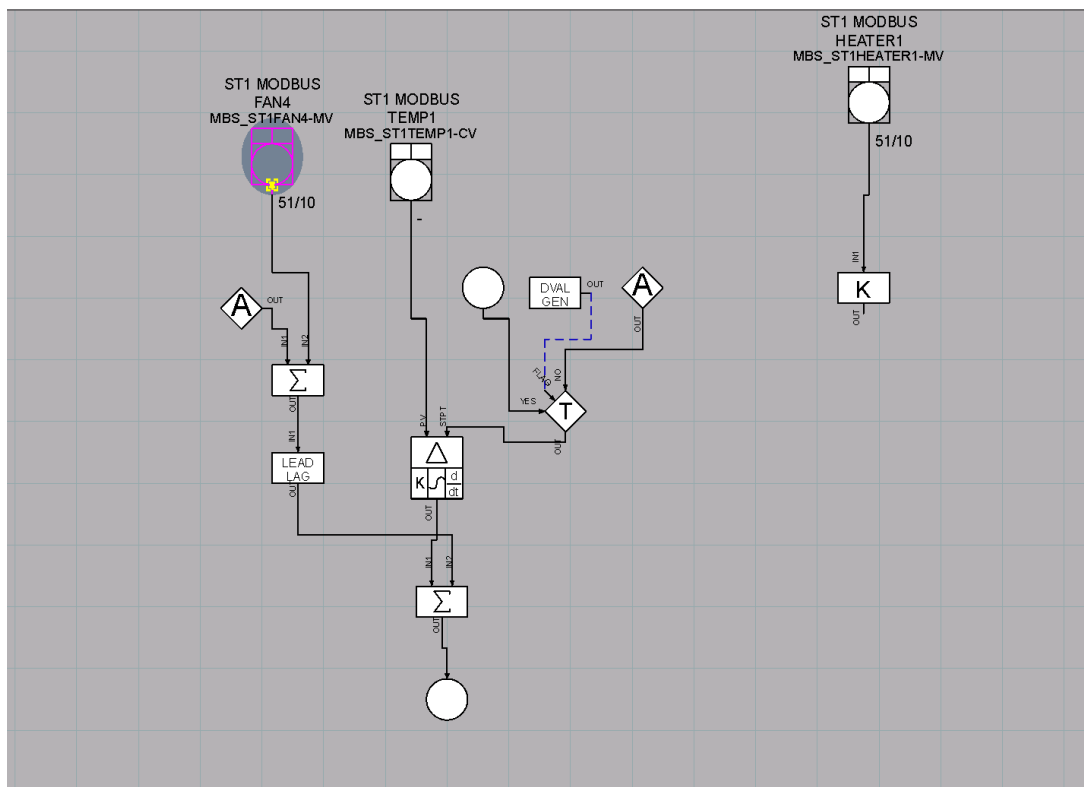 ST1 MODBUS
HEATER1
MBS_ST1HEATER1-MV
51/10
IN1
K
OUT
ST1 MODBUS
FAN4
MBS_ST1FAN4-MV
51/10
ST1 MODBUS
TEMP1
MBS_ST1TEMP1-CV
-
A
OUT
IN1
IN2
Σ
OUT
IN1
LEAD
LAG
OUT
DVAL
GEN
OUT
A
OUT
FLAG
NO
YES
T
OUT
PV
STPT
Δ
K
∫
d
dt
OUT
IN1
IN2
Σ
OUT